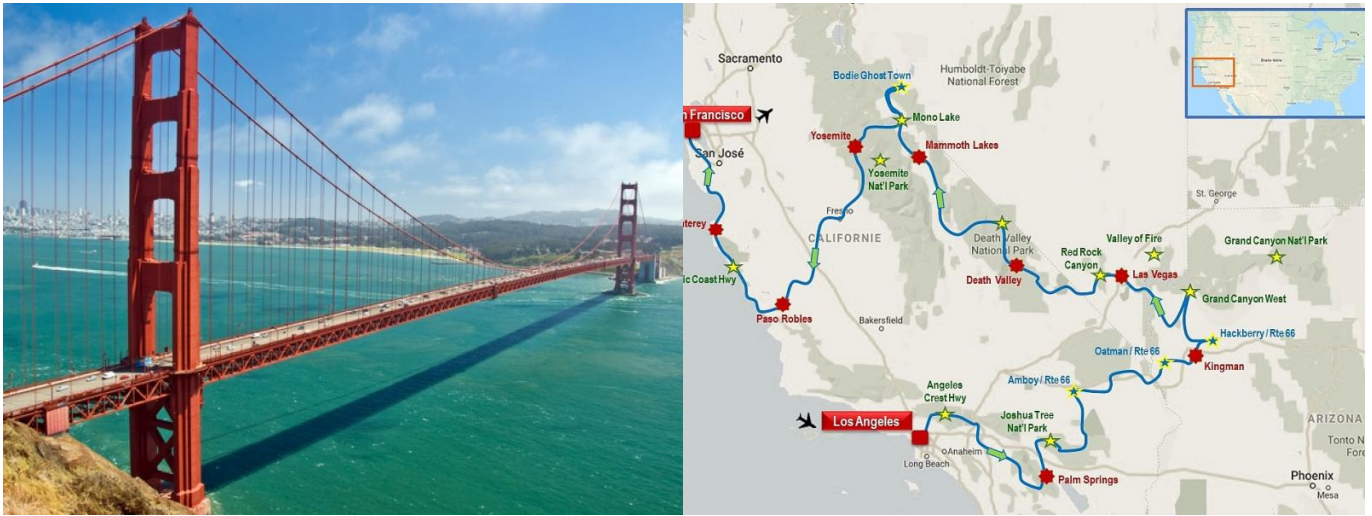 Sacramento
Bodie Ghost Town
Humboldt-Toiyabe
National Forest
n Francisco
Mono Lake
Yosemite
San José
Mammoth Lakes
Yosemite
Nat'l Park
St. George
Fresno
terey
CALIFORNIE
Death Valley
National Park
Valley of Fire
Grand Canyon Nat'l Park
Red Rock
Canyon
Las Vegas
ic Coast Hwy
Death Valley
Grand Canyon West
Paso Robles
Bakersfield
Hackberry / Rte 66
Oatman / Rte 66
Kingman
Amboy / Rte 66
Angeles
Crest Hwy
Los Angeles
Joshua Tree
Nat'l Park
ARIZONA
Anaheim
Long Beach
Tonto N
Fore
Palm Springs
Phoenix
Mesa